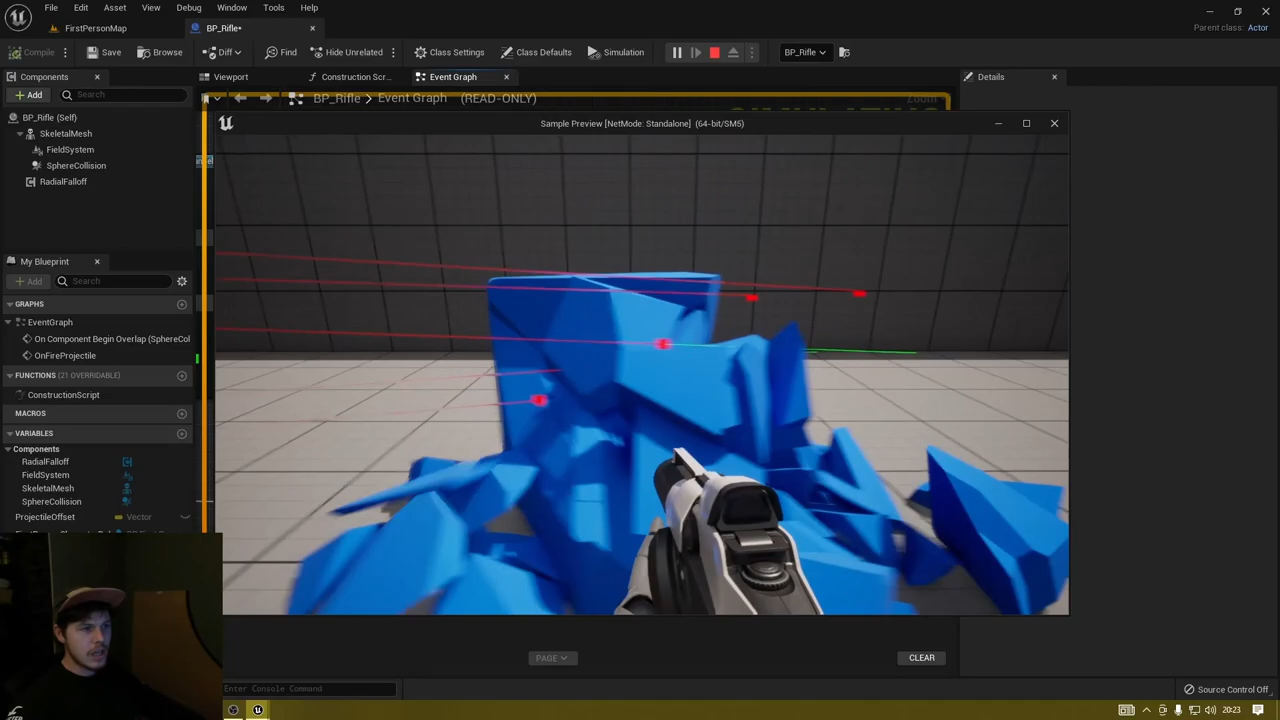 File Edit Asset View Debug Window Tools Help
FirstPersonMap
BP_Rifle*
Parent class: Actor
Compile
Save
Browse
Diff
Find
Hide Unrelated
Class Settings
Class Defaults
Simulation
BP_Rifle
Components
Viewport
Construction Scr...
Event Graph
Details
Add
Search
BP_Rifle > Event Graph (READ-ONLY)
Zoom
BP_Rifle (Self)
Sample Preview [NetMode: Standalone] (64-bit/SM5)
SkeletalMesh
FieldSystem
SphereCollision
RadialFalloff
My Blueprint
Add
Search
GRAPHS
EventGraph
On Component Begin Overlap (SphereCol
OnFireProjectile
FUNCTIONS (21 OVERRIDABLE)
ConstructionScript
MACROS
VARIABLES
Components
RadialFalloff
FieldSystem
SkeletalMesh
SphereCollision
ProjectileOffset
Vector
PAGE
CLEAR
Enter Console Command
Source Control Off
20:23